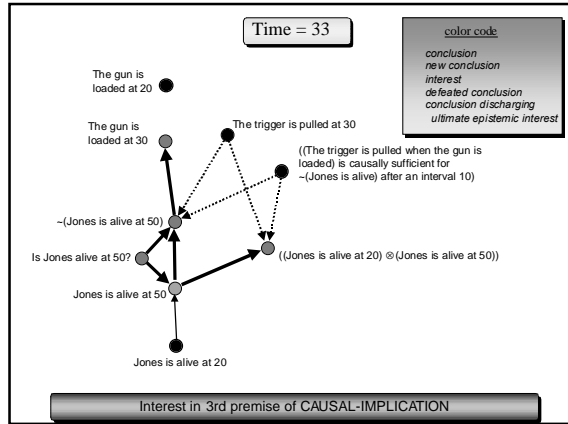 Time = 33
color code
conclusion
new conclusion
interest
defeated conclusion
conclusion discharging
ultimate epistemic interest
The gun is
loaded at 20
The gun is
loaded at 30
The trigger is pulled at 30
((The trigger is pulled when the gun is
loaded) is causally sufficient for
~(Jones is alive) after an interval 10)
~(Jones is alive at 50)
Is Jones alive at 50?
((Jones is alive at 20) ⊗(Jones is alive at 50))
Jones is alive at 50
Jones is alive at 20
Interest in 3rd premise of CAUSAL-IMPLICATION